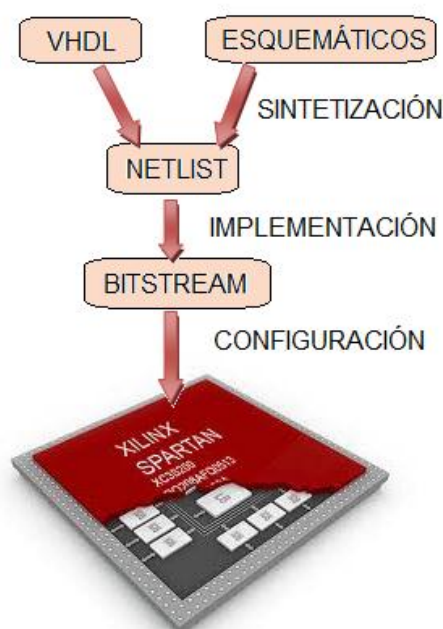 VHDL
ESQUEMÁTICOS
SINTETIZACIÓN
NETLIST
IMPLEMENTACIÓN
BITSTREAM
CONFIGURACIÓN
XILINX
SPARTAN